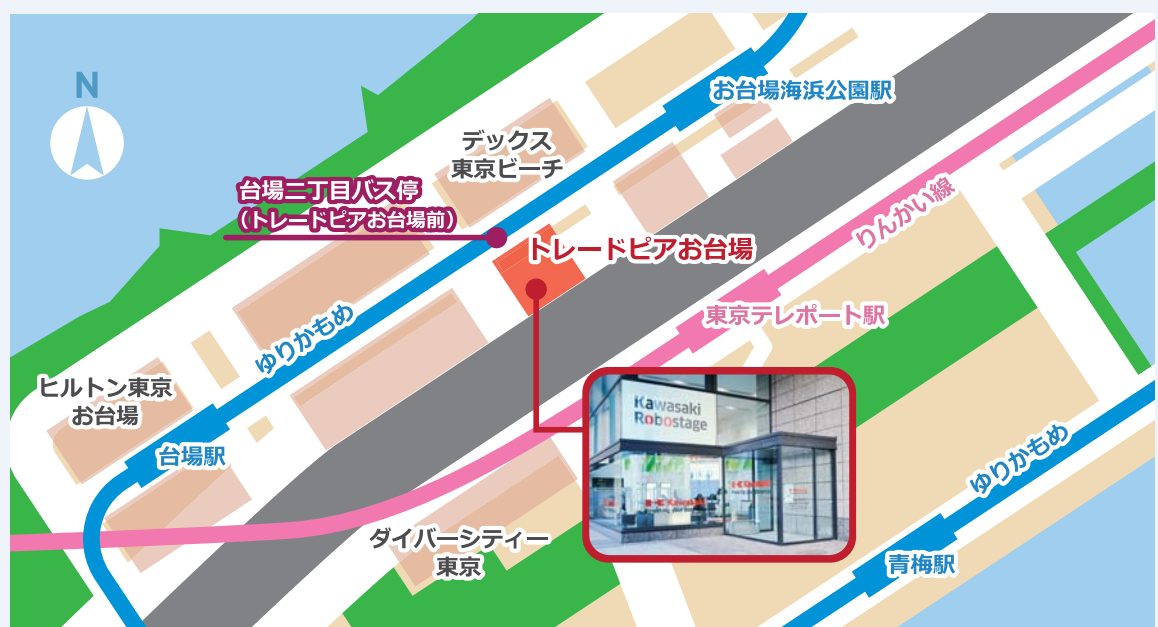 N
お台場海浜公園駅
デックス
東京ビーチ
台場二丁目バス停
（トレードピアお台場前）
りんかい線
トレードピアお台場
東京テレポート駅
ゆりかもめ
ヒルトン東京
お台場
Kawasaki
Robostage
台場駅
ゆりかもめ
Kawasaki
ダイバーシティー
東京
青梅駅